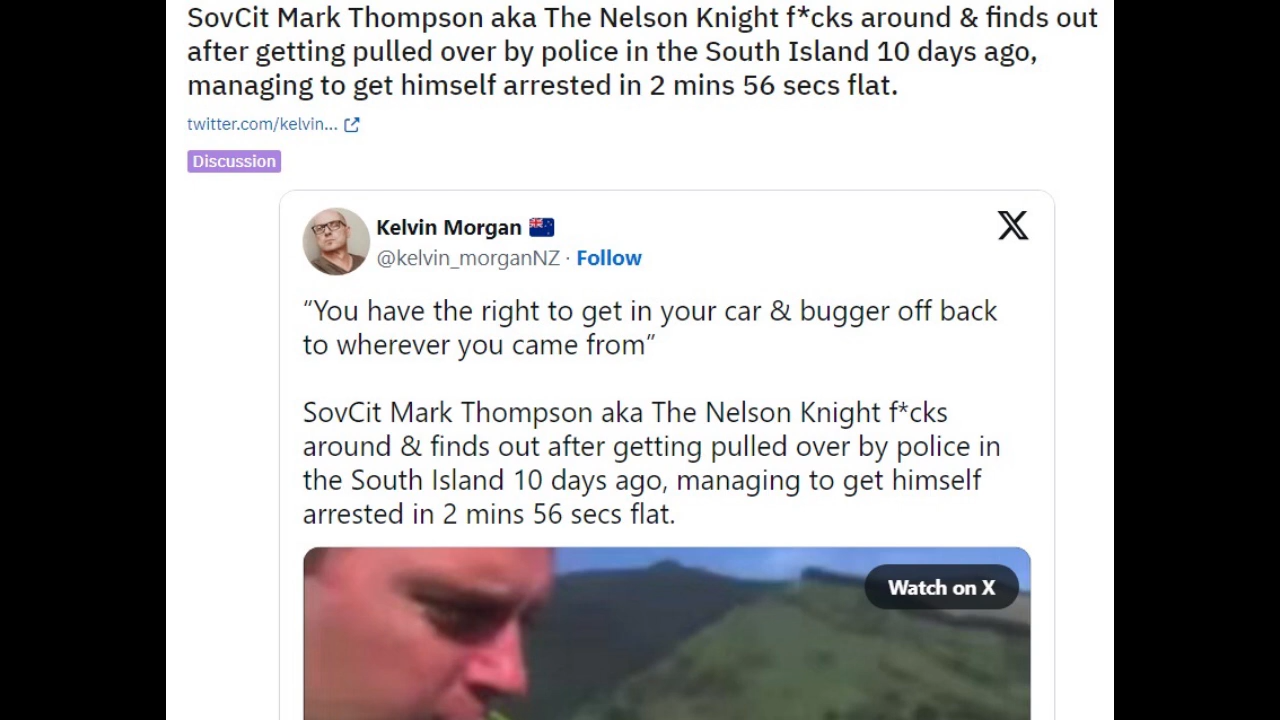 SovCit Mark Thompson aka The Nelson Knight f*cks around & finds out
after getting pulled over by police in the South Island 10 days ago,
managing to get himself arrested in 2 mins 56 secs flat.
twitter.com/kelvin...
Discussion
Kelvin Morgan
@kelvin_morganNZ · Follow
“You have the right to get in your car & bugger off back
to wherever you came from”
SovCit Mark Thompson aka The Nelson Knight f*cks
around & finds out after getting pulled over by police in
the South Island 10 days ago, managing to get himself
arrested in 2 mins 56 secs flat.
Watch on X